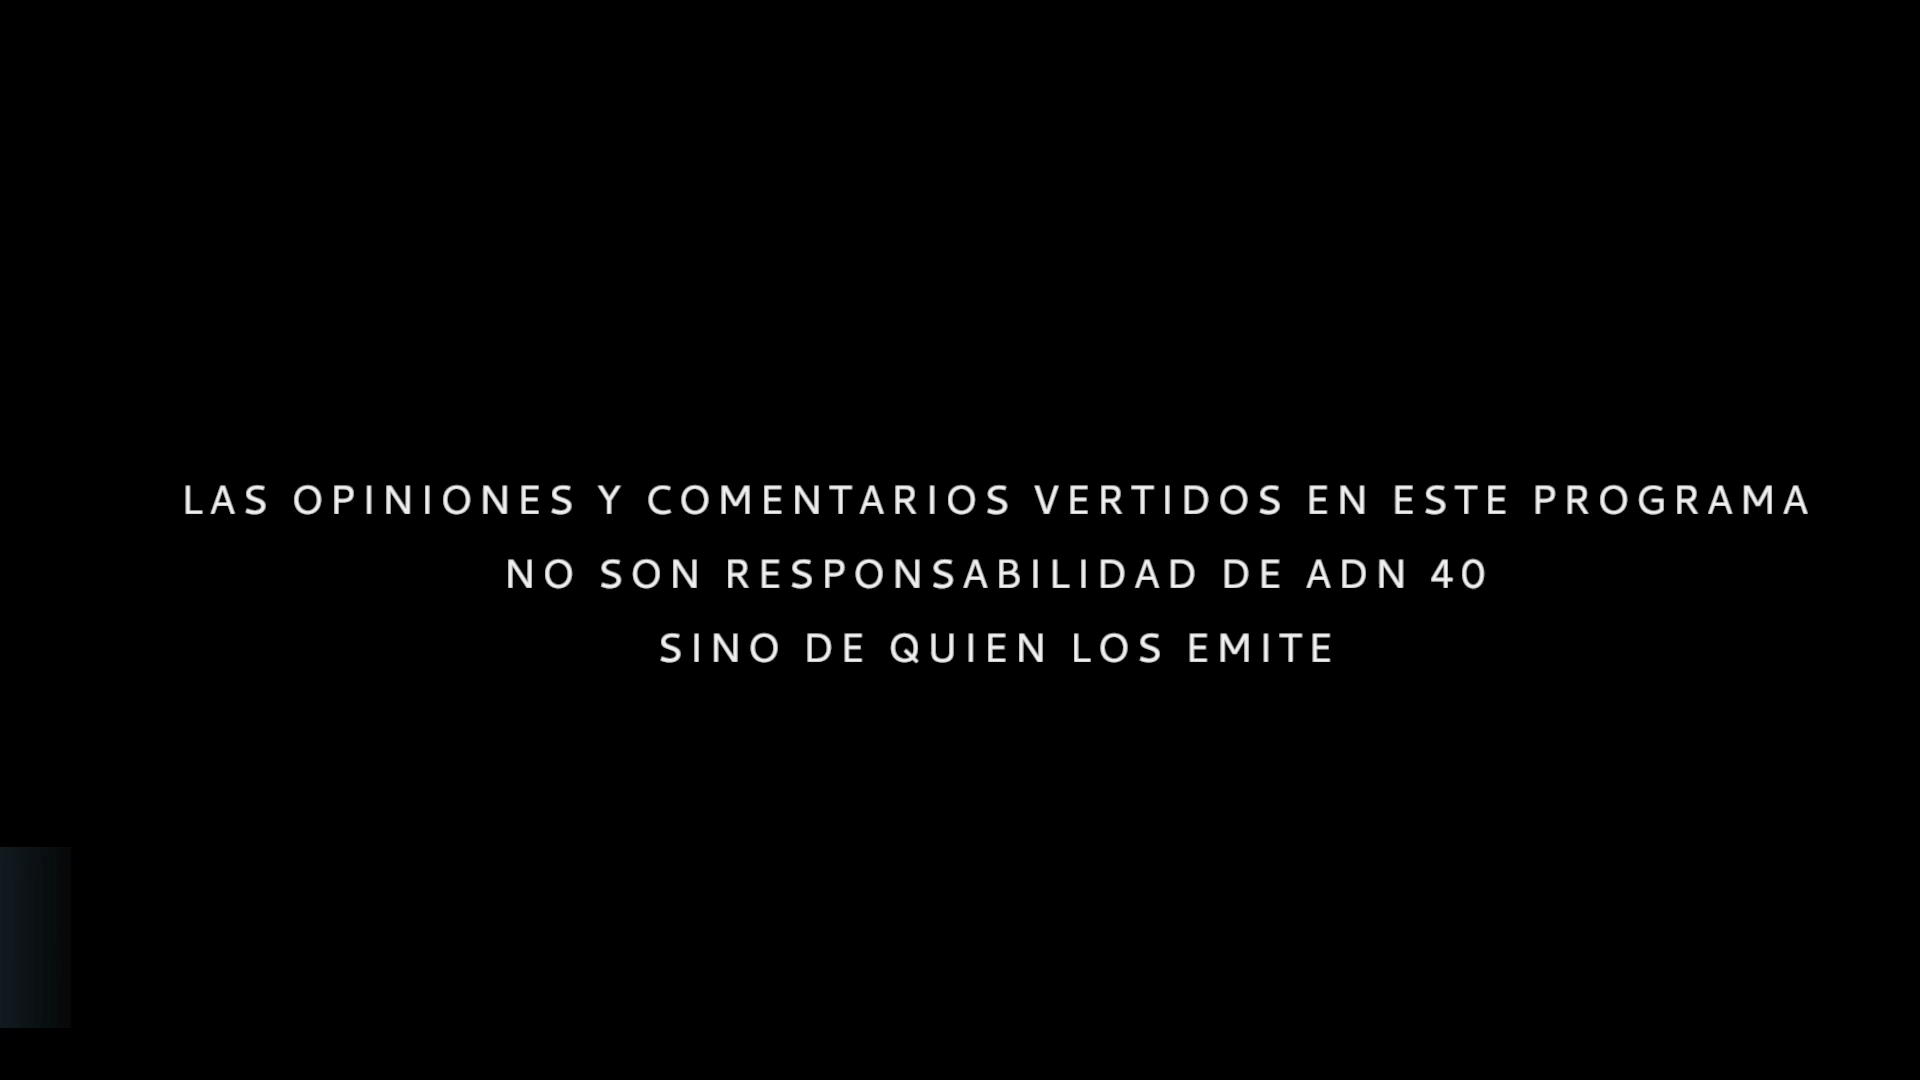 LAS OPINIONES Y COMENTARIOS VERTIDOS EN ESTE PROGRAMA
NO SON RESPONSABILIDAD DE ADN 40
SINO DE QUIEN LOS EMITE